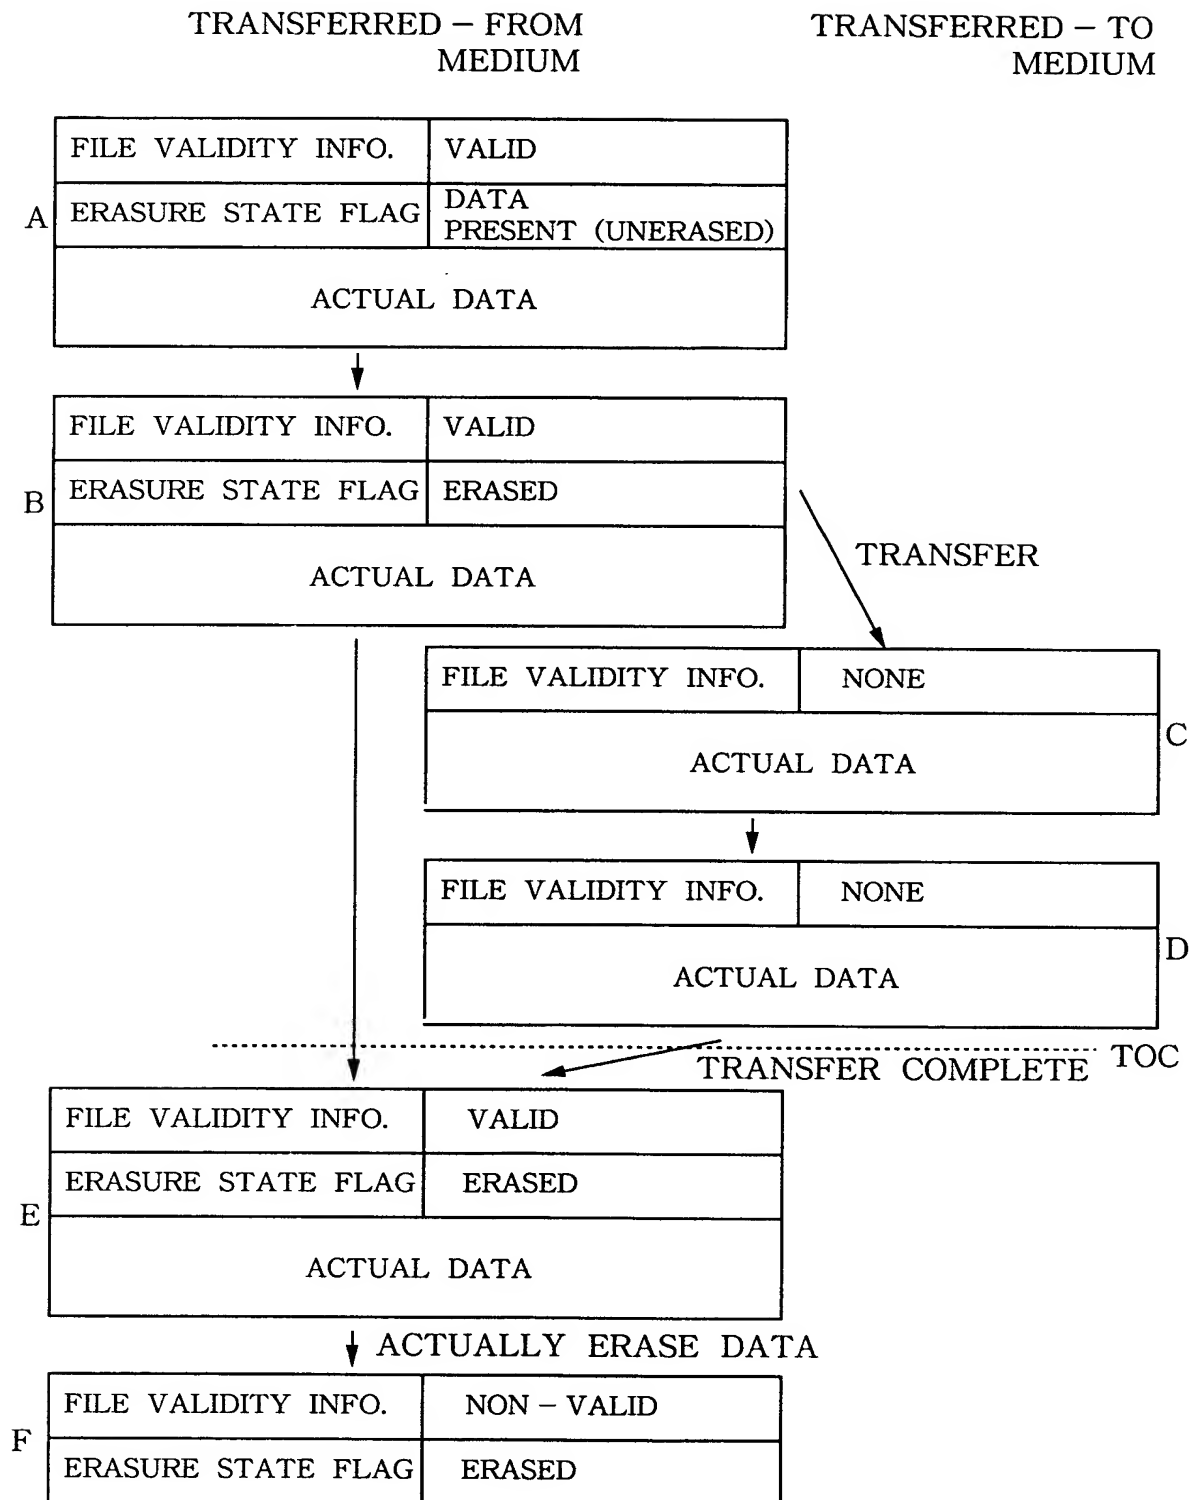 TRANSFERRED – FROM
MEDIUM
TRANSFERRED – TO
MEDIUM
A
FILE VALIDITY INFO.
VALID
ERASURE STATE FLAG
DATA
PRESENT (UNERASED)
ACTUAL DATA
B
FILE VALIDITY INFO.
VALID
ERASURE STATE FLAG
ERASED
ACTUAL DATA
TRANSFER
FILE VALIDITY INFO.
NONE
ACTUAL DATA
C
FILE VALIDITY INFO.
NONE
ACTUAL DATA
D
TRANSFER COMPLETE
TOC
E
FILE VALIDITY INFO.
VALID
ERASURE STATE FLAG
ERASED
ACTUAL DATA
ACTUALLY ERASE DATA
F
FILE VALIDITY INFO.
NON – VALID
ERASURE STATE FLAG
ERASED